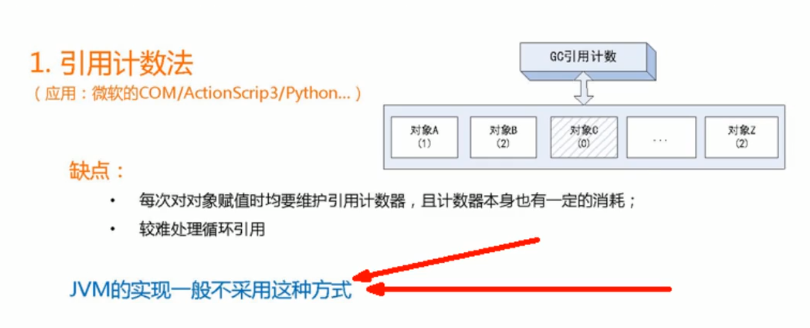 1. 引用计数法
（应用：微软的COM/ActionScrip3/Python…）
GC引用计数
对象A
(1)
对象B
(2)
对象C
(0)
...
对象Z
(2)
缺点：
• 每次对对象赋值时均要维护引用计数器，且计数器本身也有一定的消耗；
• 较难处理循环引用
JVM的实现一般不采用这种方式